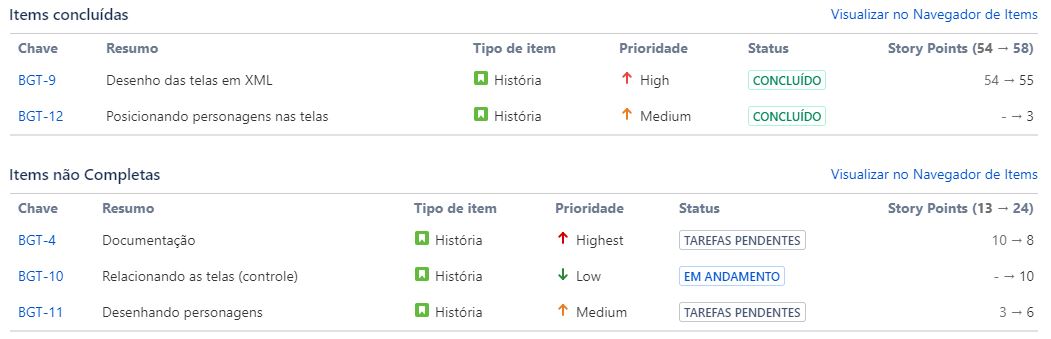 Items concluídas Visualizar no Navegador de Items
Chave Resumo Tipo de item Prioridade Status Story Points (54 → 58)
BGT-9 Desenho das telas em XML História High CONCLUÍDO 54 → 55
BGT-12 Posicionando personagens nas telas História Medium CONCLUÍDO - → 3
Items não Completas Visualizar no Navegador de Items
Chave Resumo Tipo de item Prioridade Status Story Points (13 → 24)
BGT-4 Documentação História Highest TAREFAS PENDENTES 10 → 8
BGT-10 Relacionando as telas (controle) História Low EM ANDAMENTO - → 10
BGT-11 Desenhando personagens História Medium TAREFAS PENDENTES 3 → 6